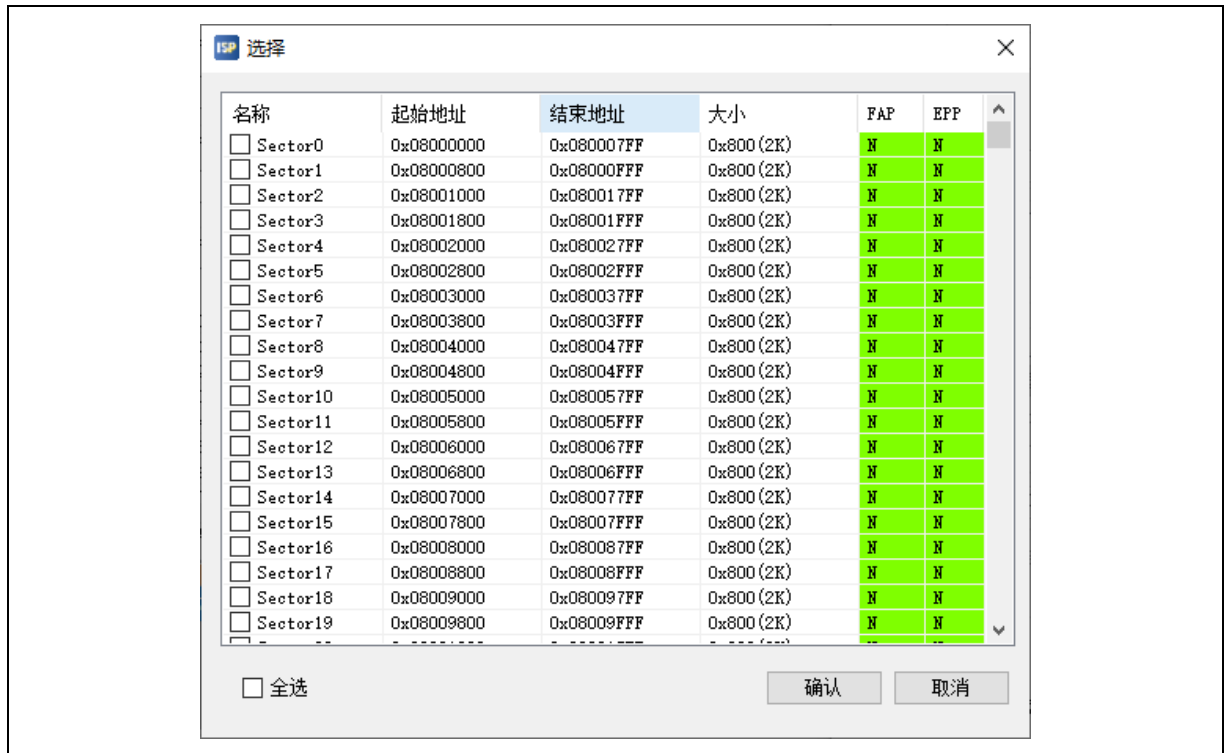 ISP 选择
名称 起始地址 结束地址 大小 FAP EPP
Sector0 0x08000000 0x080007FF 0x800(2K) N N
Sector1 0x08000800 0x08000FFF 0x800(2K) N N
Sector2 0x08001000 0x080017FF 0x800(2K) N N
Sector3 0x08001800 0x08001FFF 0x800(2K) N N
Sector4 0x08002000 0x080027FF 0x800(2K) N N
Sector5 0x08002800 0x08002FFF 0x800(2K) N N
Sector6 0x08003000 0x080037FF 0x800(2K) N N
Sector7 0x08003800 0x08003FFF 0x800(2K) N N
Sector8 0x08004000 0x080047FF 0x800(2K) N N
Sector9 0x08004800 0x08004FFF 0x800(2K) N N
Sector10 0x08005000 0x080057FF 0x800(2K) N N
Sector11 0x08005800 0x08005FFF 0x800(2K) N N
Sector12 0x08006000 0x080067FF 0x800(2K) N N
Sector13 0x08006800 0x08006FFF 0x800(2K) N N
Sector14 0x08007000 0x080077FF 0x800(2K) N N
Sector15 0x08007800 0x08007FFF 0x800(2K) N N
Sector16 0x08008000 0x080087FF 0x800(2K) N N
Sector17 0x08008800 0x08008FFF 0x800(2K) N N
Sector18 0x08009000 0x080097FF 0x800(2K) N N
Sector19 0x08009800 0x08009FFF 0x800(2K) N N
全选 确认 取消